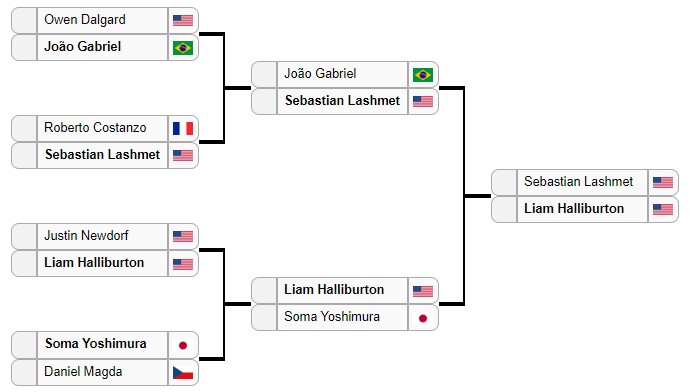 Owen Dalgard
João Gabriel
Roberto Costanzo
Sebastian Lashmet
Justin Newdorf
Liam Halliburton
Soma Yoshimura
Daniel Magda
João Gabriel
Sebastian Lashmet
Liam Halliburton
Soma Yoshimura
Sebastian Lashmet
Liam Halliburton